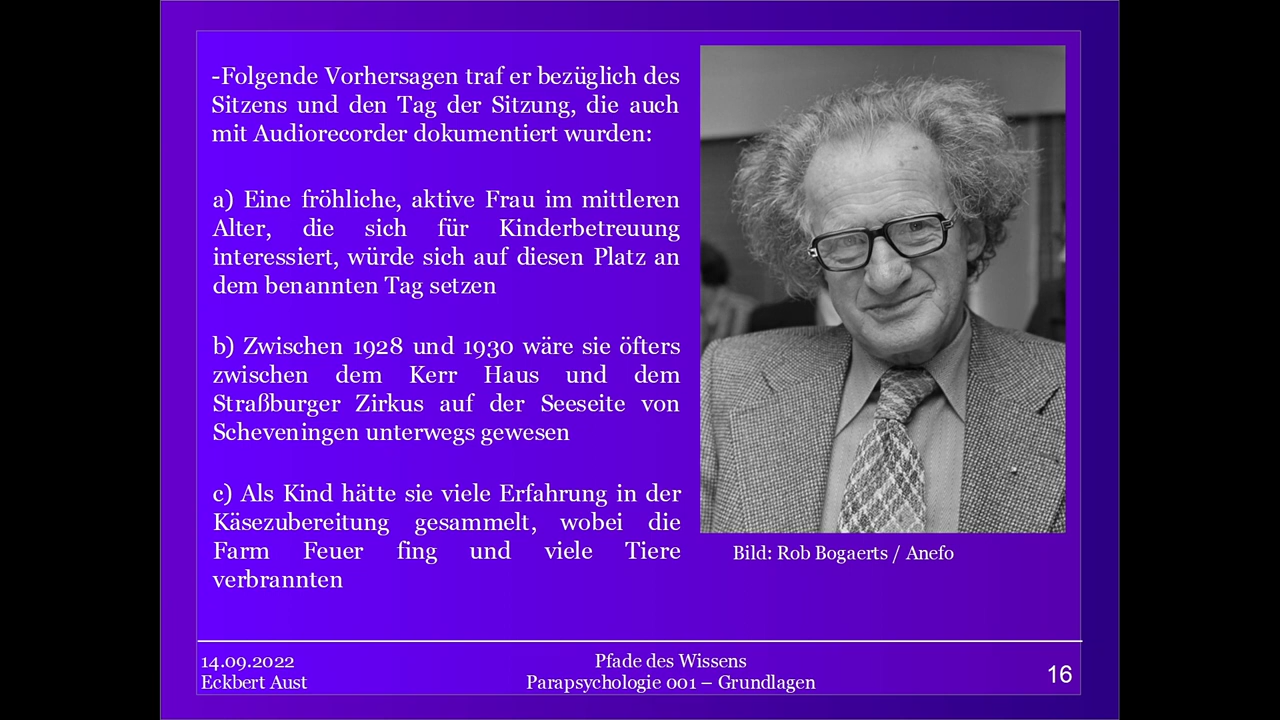 -Folgende Vorhersagen traf er bezüglich des
Sitzens und den Tag der Sitzung, die auch
mit Audiorecorder dokumentiert wurden:
a) Eine fröhliche, aktive Frau im mittleren
Alter, die sich für Kinderbetreuung
interessiert, würde sich auf diesen Platz an
dem benannten Tag setzen
b) Zwischen 1928 und 1930 wäre sie öfters
zwischen dem Kerr Haus und dem
Straßburger Zirkus auf der Seeseite von
Scheveningen unterwegs gewesen
c) Als Kind hätte sie viele Erfahrung in der
Käsezubereitung gesammelt, wobei die
Farm Feuer fing und viele Tiere
verbrannten
Bild: Rob Bogaerts / Anefo
14.09.2022
Eckbert Aust
Pfade des Wissens
Parapsychologie 001 – Grundlagen
16